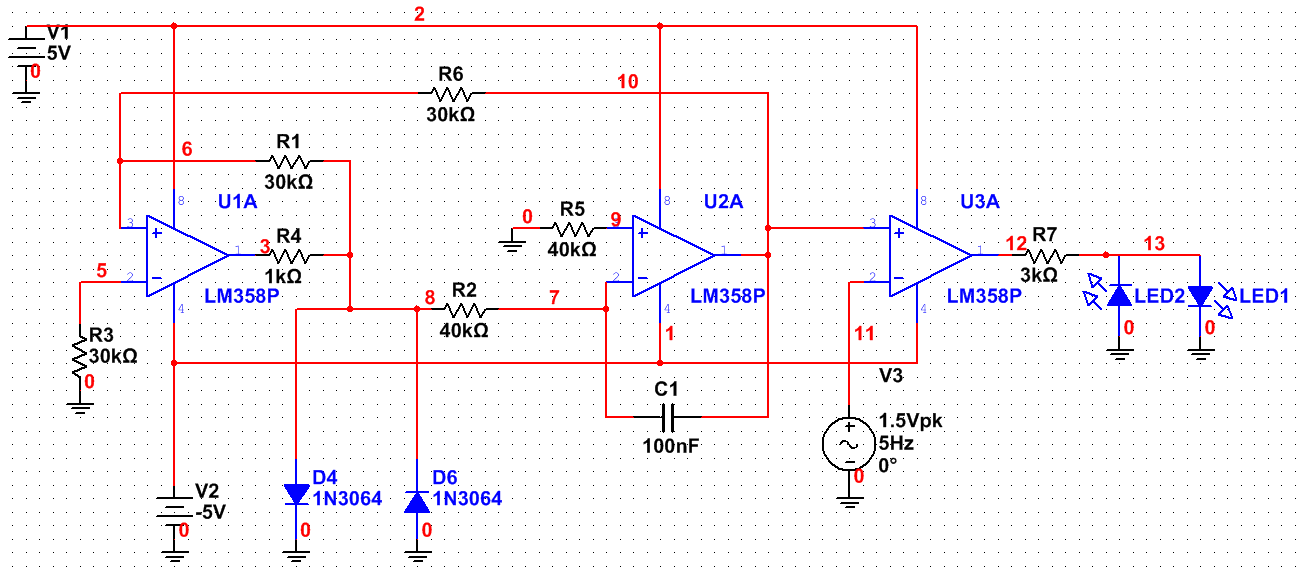 2
V1
5V
0
R6
10
30kΩ
6
R1
30kΩ
8
U1A
3
1
2
4
LM358P
3
R4
1kΩ
5
R3
30kΩ
0
0
R5
9
40kΩ
8
U2A
3
1
2
4
LM358P
8
R2
7
40kΩ
1
8
U3A
3
1
2
4
LM358P
12
R7
13
3kΩ
LED2
LED1
0
0
11
V3
1.5Vpk
5Hz
0°
0
C1
100nF
D4
1N3064
0
D6
1N3064
0
V2
-5V
0